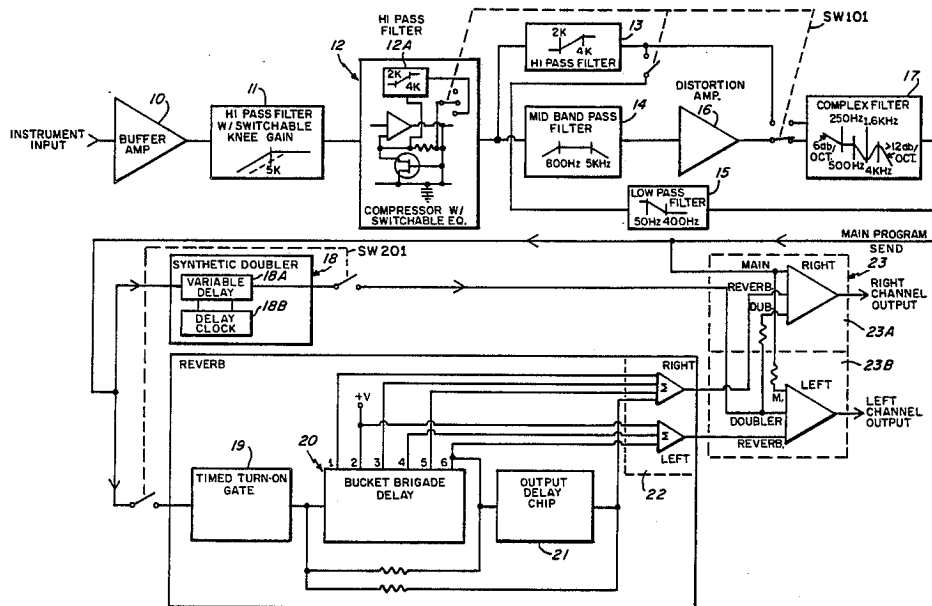 HI PASS
FILTER
12
12A
2K
4K
COMPRESSOR W/
SWITCHABLE EQ.
INSTRUMENT
INPUT
10
BUFFER
AMP
11
HI PASS FILTER
W/ SWITCHABLE
KNEE GAIN
5K
13
2K
4K
HI PASS FILTER
SW101
14
MID BAND PASS
FILTER
600HZ 5KHZ
DISTORTION
AMP.
16
15
LOW PASS
FILTER
50HZ 400HZ
17
COMPLEX FILTER
250HZ 1.6KHZ
6db/
OCT.
12db/
OCT.
500HZ
4KHZ
MAIN PROGRAM
SEND
SW201
SYNTHETIC DOUBLER
18
VARIABLE
DELAY
18A
DELAY
CLOCK
18B
MAIN
RIGHT
23
REVERB.
DUB.
RIGHT
CHANNEL
OUTPUT
23A
23B
LEFT
M.
DOUBLER
REVERB.
LEFT
CHANNEL
OUTPUT
REVERB
RIGHT
Σ
Σ
LEFT
22
+V
19
TIMED TURN-ON
GATE
20
1 2 3 4 5 6
BUCKET BRIGADE
DELAY
OUTPUT
DELAY
CHIP
21